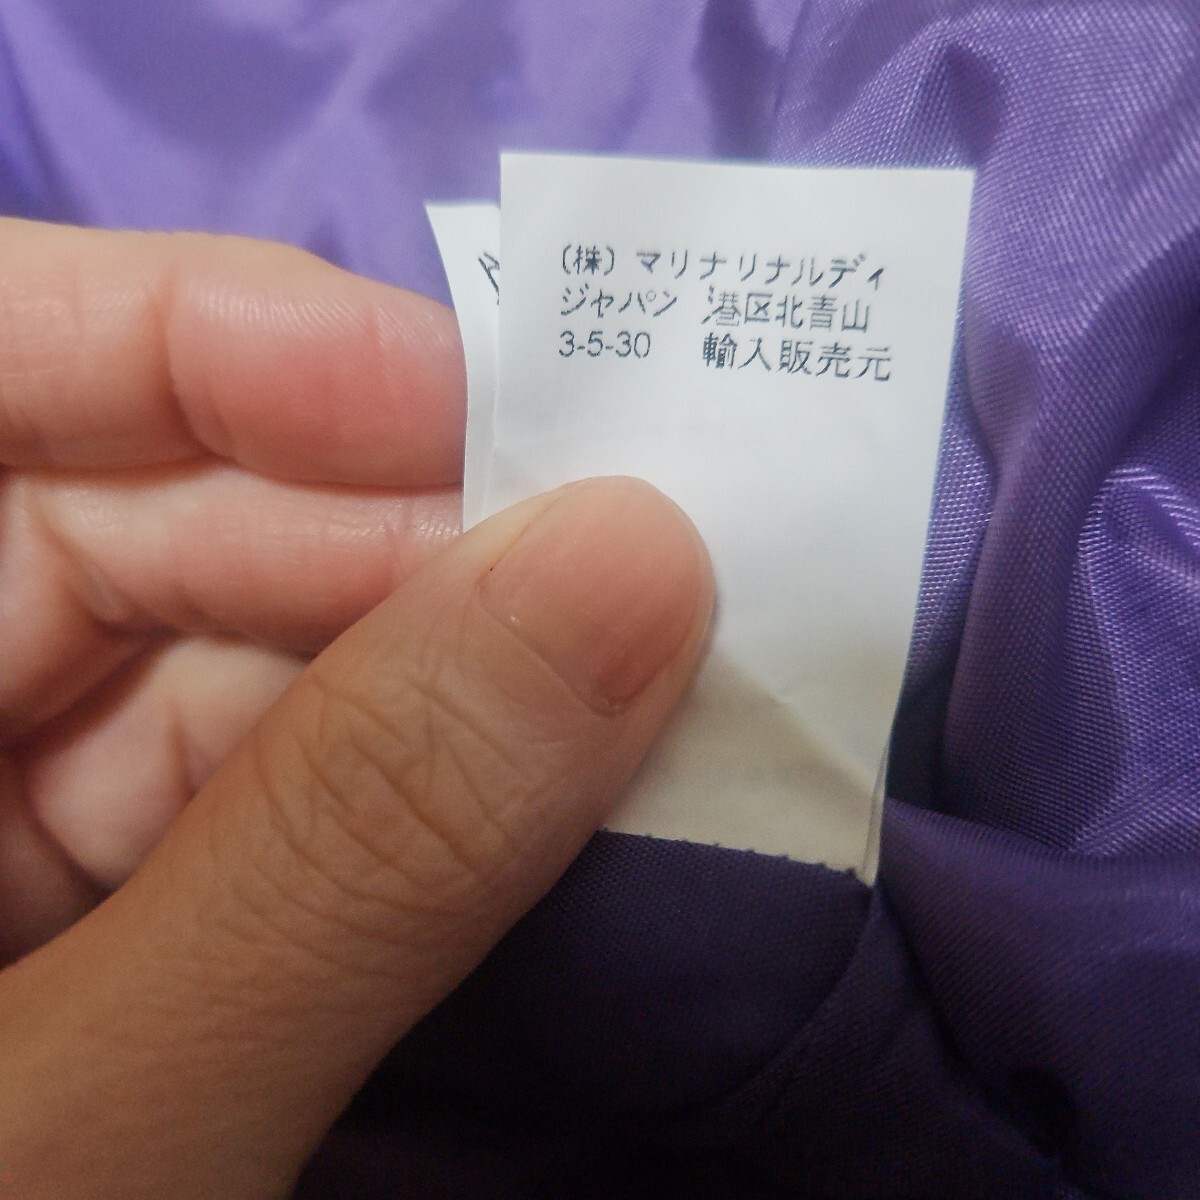 (株) マリナリナルディ
ジャパン 港区北青山
3-5-30 輸入販売元